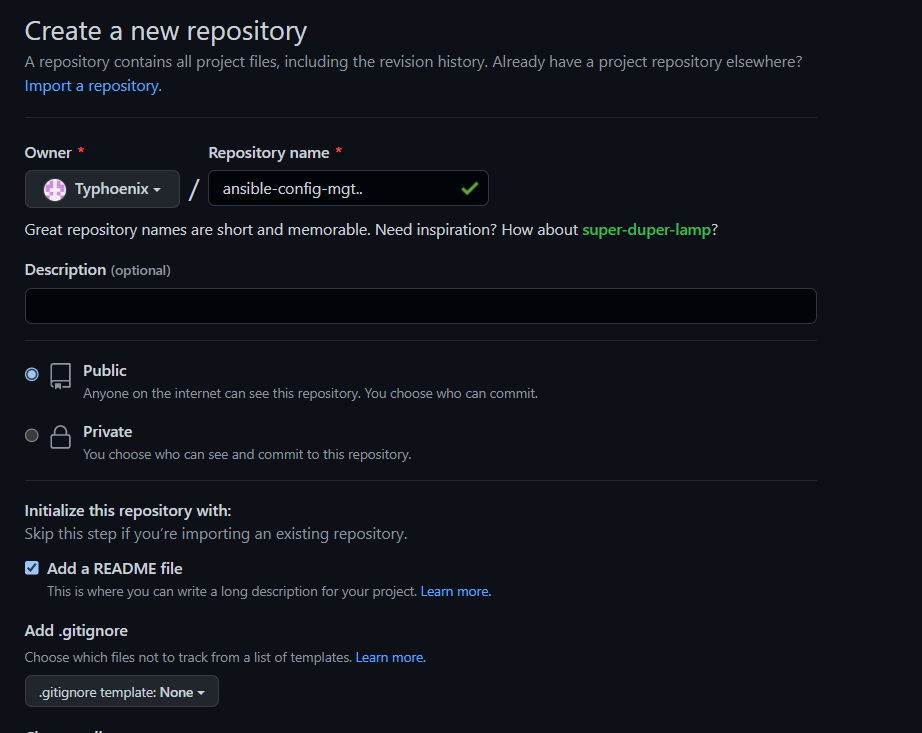 Create a new repository
A repository contains all project files, including the revision history. Already have a project repository elsewhere?
Import a repository.
Owner *
Repository name *
Typhoenix
/
ansible-config-mgt..
Great repository names are short and memorable. Need inspiration? How about super-duper-lamp?
Description (optional)
Public
Anyone on the internet can see this repository. You choose who can commit.
Private
You choose who can see and commit to this repository.
Initialize this repository with:
Skip this step if you’re importing an existing repository.
Add a README file
This is where you can write a long description for your project. Learn more.
Add .gitignore
Choose which files not to track from a list of templates. Learn more.
.gitignore template: None